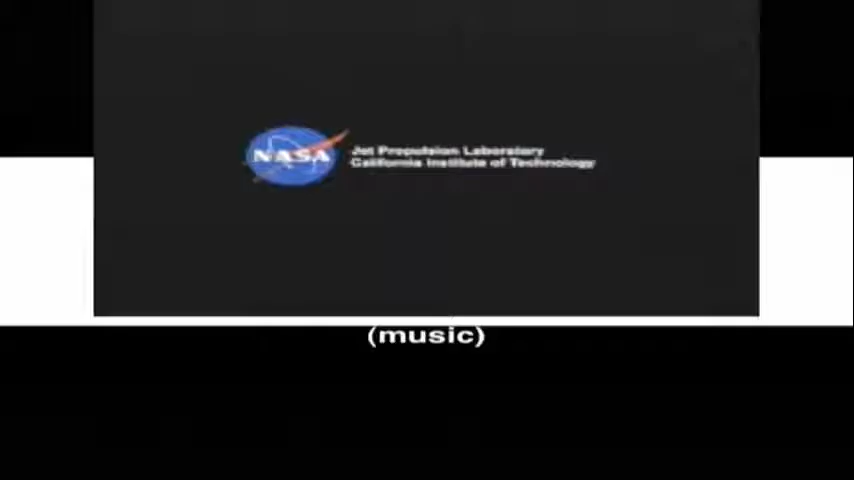 NASA
Jet Propulsion Laboratory
California Institute of Technology
(music)